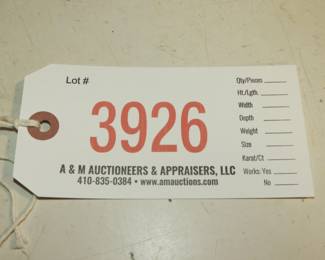 Lot #
3926
A & M AUCTIONEERS & APPRAISERS, LLC
410-835-0384 • www.amauctions.com
Qty/Pieces
Ht./Lgth.
Width
Depth
Weight
Size
Karat/Ct
Works: Yes
No